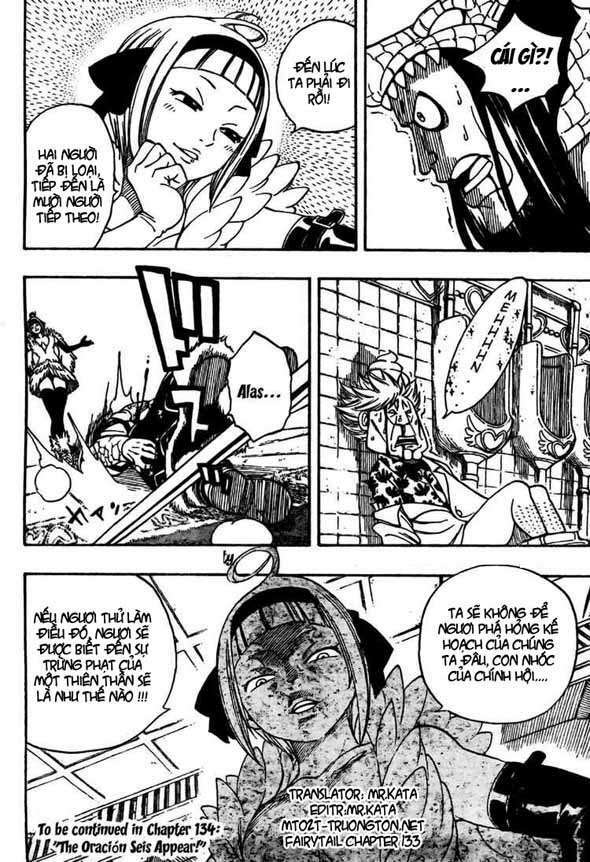 CÁI GÌ?!
...
ĐẾN LÚC
TA PHẢI ĐI
RỒI!
HAI NGƯỜI
ĐÃ BỊ LOẠI,
TIẾP ĐẾN LÀ
MƯỜI NGƯỜI
TIẾP THEO!
MEHHHHN
Alas...
TA SẼ KHÔNG ĐỂ
NGƯƠI PHÁ HỎNG KẾ
HOẠCH CỦA CHÚNG
TA ĐÂU, CON NHÓC
CỦA CHÍNH HỘI....
NẾU NGƯƠI THỬ LÀM
ĐIỀU ĐÓ, NGƯƠI SẼ
ĐƯỢC BIẾT ĐẾN SỰ
TRỪNG PHẠT CỦA
MỘT THIÊN THẦN SẼ
LÀ NHƯ THẾ NÀO !!!
TRANSLATOR: MR.KATA
EDITR:MR.KATA
MTO2T-TRUONGTON.NET
FAIRYTAIL CHAPTER 133
To be continued in Chapter 134:
"The Oración Seis Appear!"